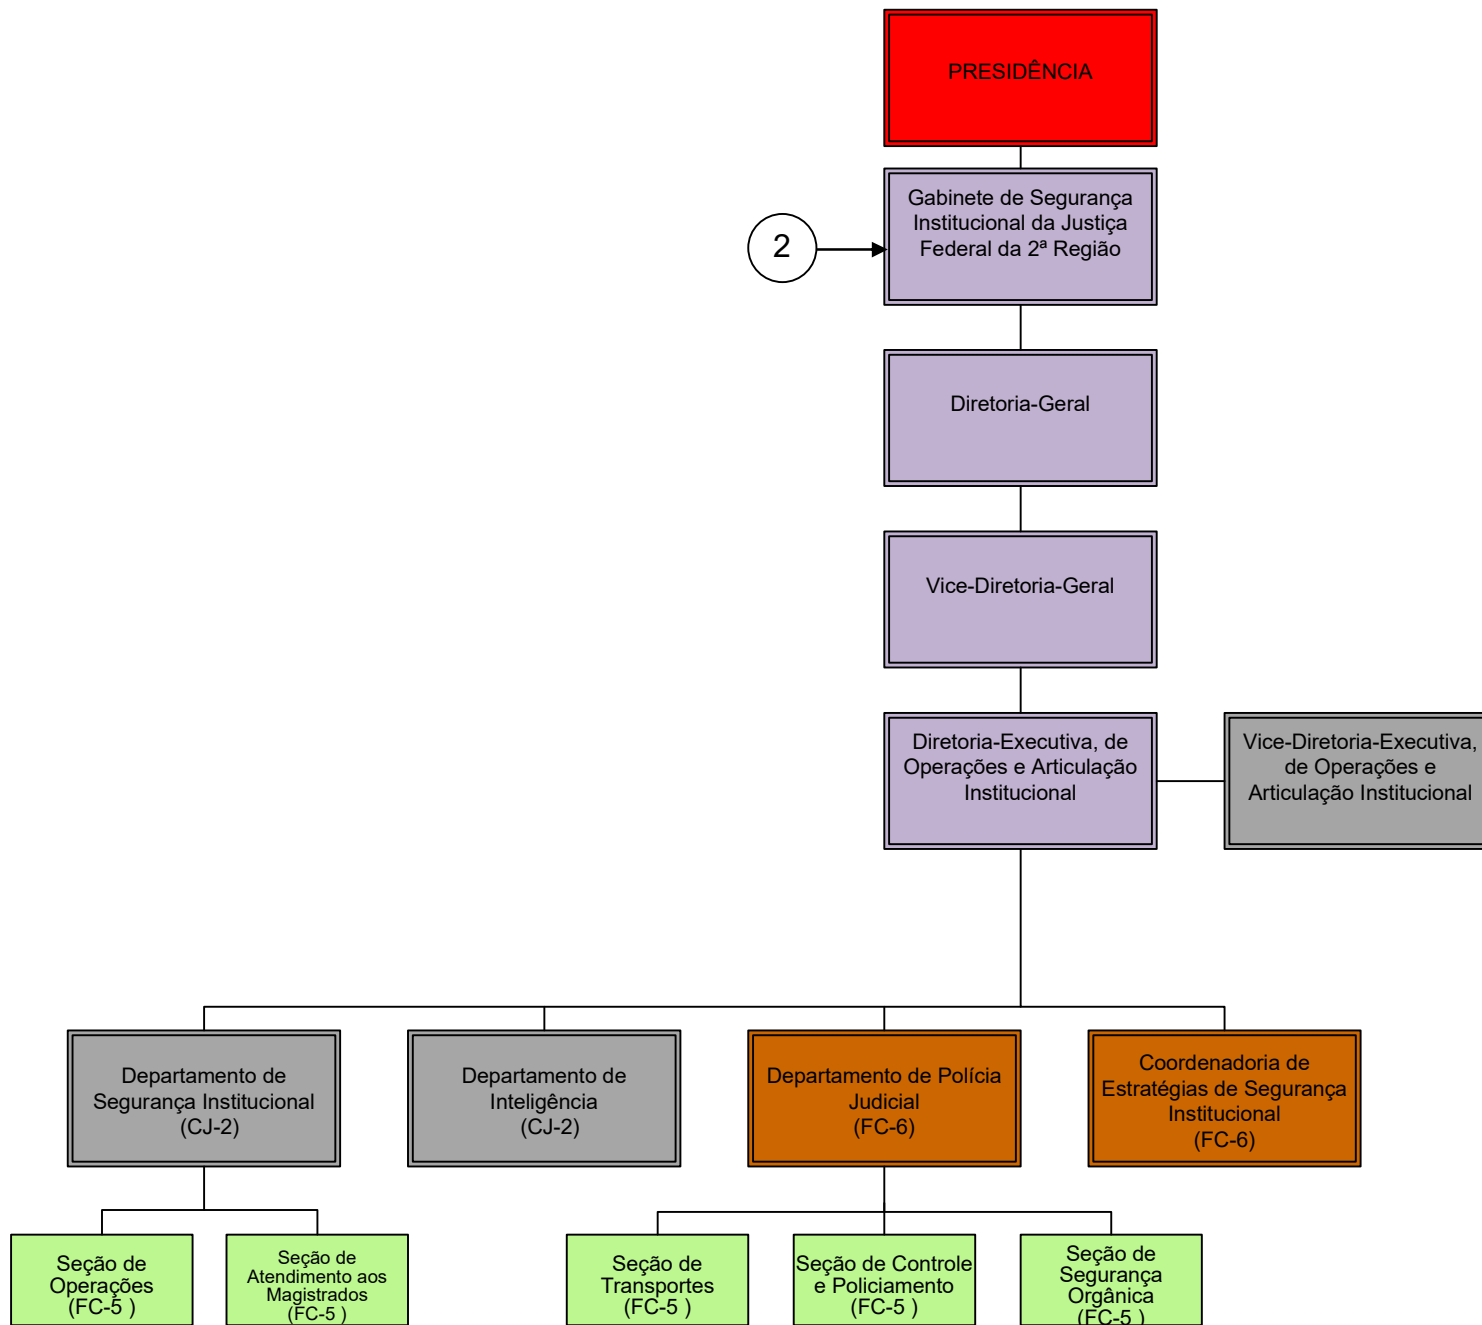 PRESIDÊNCIA
Gabinete de Segurança
Institucional da Justiça
Federal da 2ª Região
2
Diretoria-Geral
Vice-Diretoria-Geral
Diretoria-Executiva, de
Operações e Articulação
Institucional
Vice-Diretoria-Executiva,
de Operações e
Articulação Institucional
Departamento de
Segurança Institucional
(CJ-2)
Departamento de
Inteligência
(CJ-2)
Departamento de Polícia
Judicial
(FC-6)
Coordenadoria de
Estratégias de Segurança
Institucional
(FC-6)
Seção de
Operações
(FC-5 )
Seção de
Atendimento aos
Magistrados
(FC-5 )
Seção de
Transportes
(FC-5 )
Seção de Controle
e Policiamento
(FC-5 )
Seção de
Segurança
Orgânica
(FC-5 )